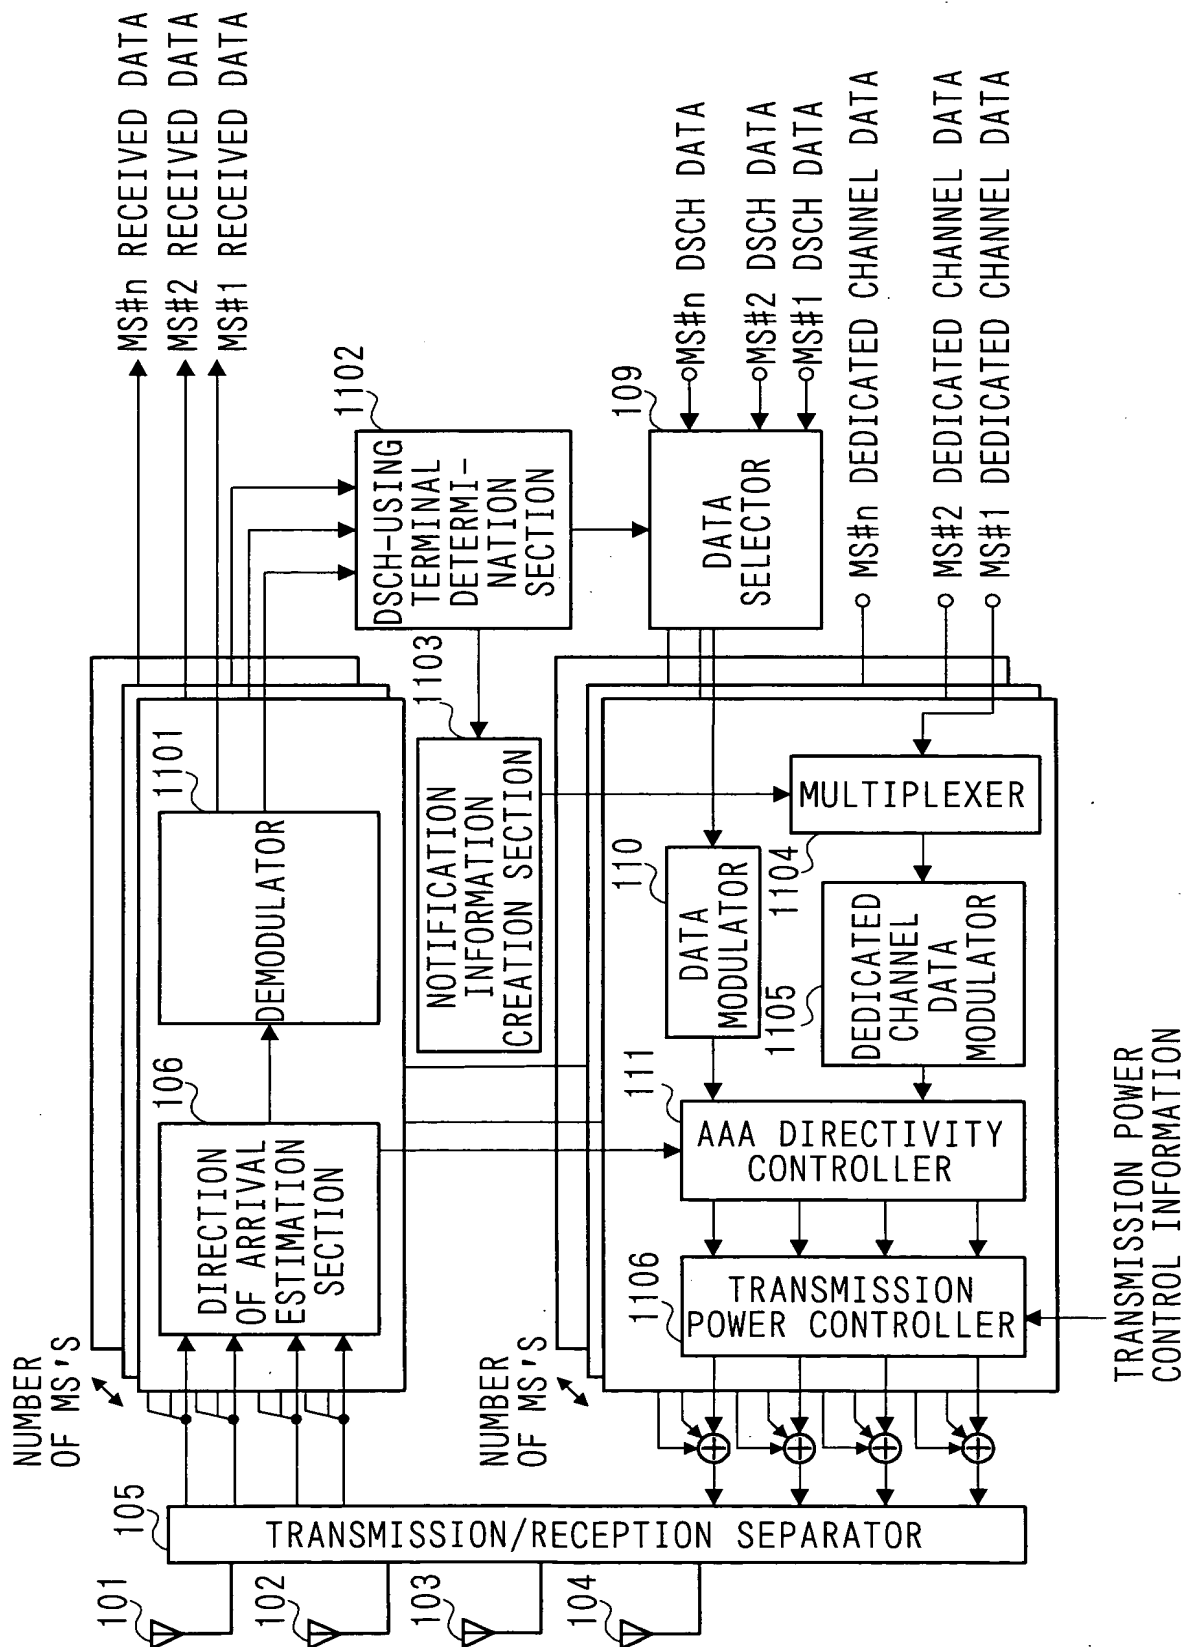 101
102
103
104
105
TRANSMISSION/RECEPTION SEPARATOR
NUMBER
OF MS'S
106
DIRECTION
OF ARRIVAL
ESTIMATION
SECTION
1101
DEMODULATOR
MS#n RECEIVED DATA
MS#2 RECEIVED DATA
MS#1 RECEIVED DATA
1102
DSCH-USING
TERMINAL
DETERMI-
NATION
SECTION
1103
NOTIFICATION
INFORMATION
CREATION SECTION
109
DATA
SELECTOR
MS#n DSCH DATA
MS#2 DSCH DATA
MS#1 DSCH DATA
MS#n DEDICATED CHANNEL DATA
MS#2 DEDICATED CHANNEL DATA
MS#1 DEDICATED CHANNEL DATA
NUMBER
OF MS'S
1106
TRANSMISSION
POWER CONTROLLER
111
AAA DIRECTIVITY
CONTROLLER
110
DATA
MODULATOR
1104
MULTIPLEXER
1105
DEDICATED
CHANNEL
DATA
MODULATOR
TRANSMISSION POWER
CONTROL INFORMATION